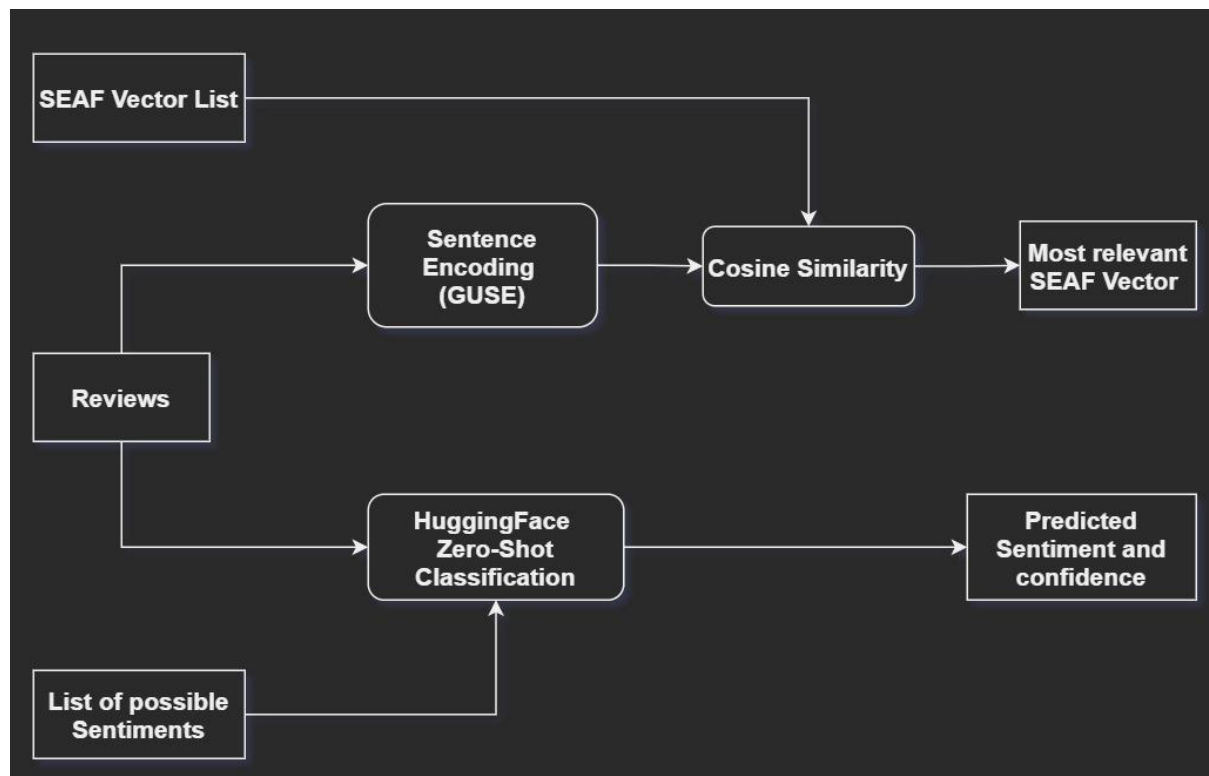 SEAF Vector List
Sentence
Encoding
(GUSE)
Cosine Similarity
Most relevant
SEAF Vector
Reviews
HuggingFace
Zero-Shot
Classification
Predicted
Sentiment and
confidence
List of possible
Sentiments